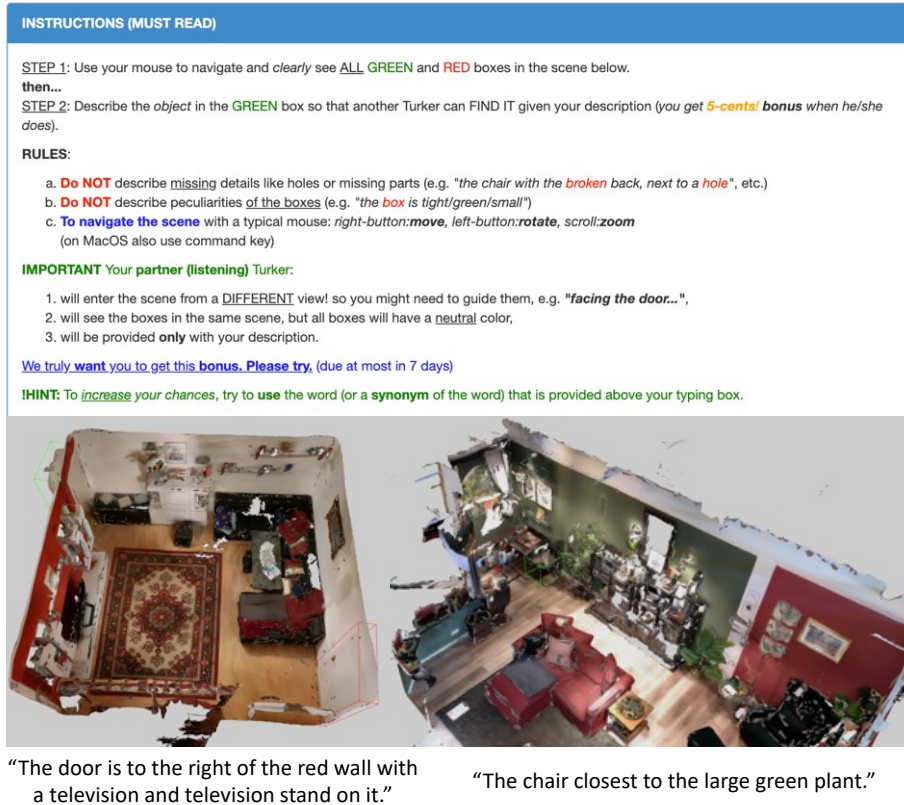 INSTRUCTIONS (MUST READ)
STEP 1: Use your mouse to navigate and clearly see ALL GREEN and RED boxes in the scene below.
then...
STEP 2: Describe the object in the GREEN box so that another Turker can FIND IT given your description (you get 5-cents! bonus when he/she
does).
RULES:
a. Do NOT describe missing details like holes or missing parts (e.g. "the chair with the broken back, next to a hole", etc.)
b. Do NOT describe peculiarities of the boxes (e.g. "the box is tight/green/small")
c. To navigate the scene with a typical mouse: right-button:move, left-button:rotate, scroll:zoom
(on MacOS also use command key)
IMPORTANT Your partner (listening) Turker:
1. will enter the scene from a DIFFERENT view! so you might need to guide them, e.g. "facing the door...",
2. will see the boxes in the same scene, but all boxes will have a neutral color,
3. will be provided only with your description.
We truly want you to get this bonus. Please try. (due at most in 7 days)
!HINT: To increase your chances, try to use the word (or a synonym of the word) that is provided above your typing box.
“The door is to the right of the red wall with
a television and television stand on it.”
“The chair closest to the large green plant.”